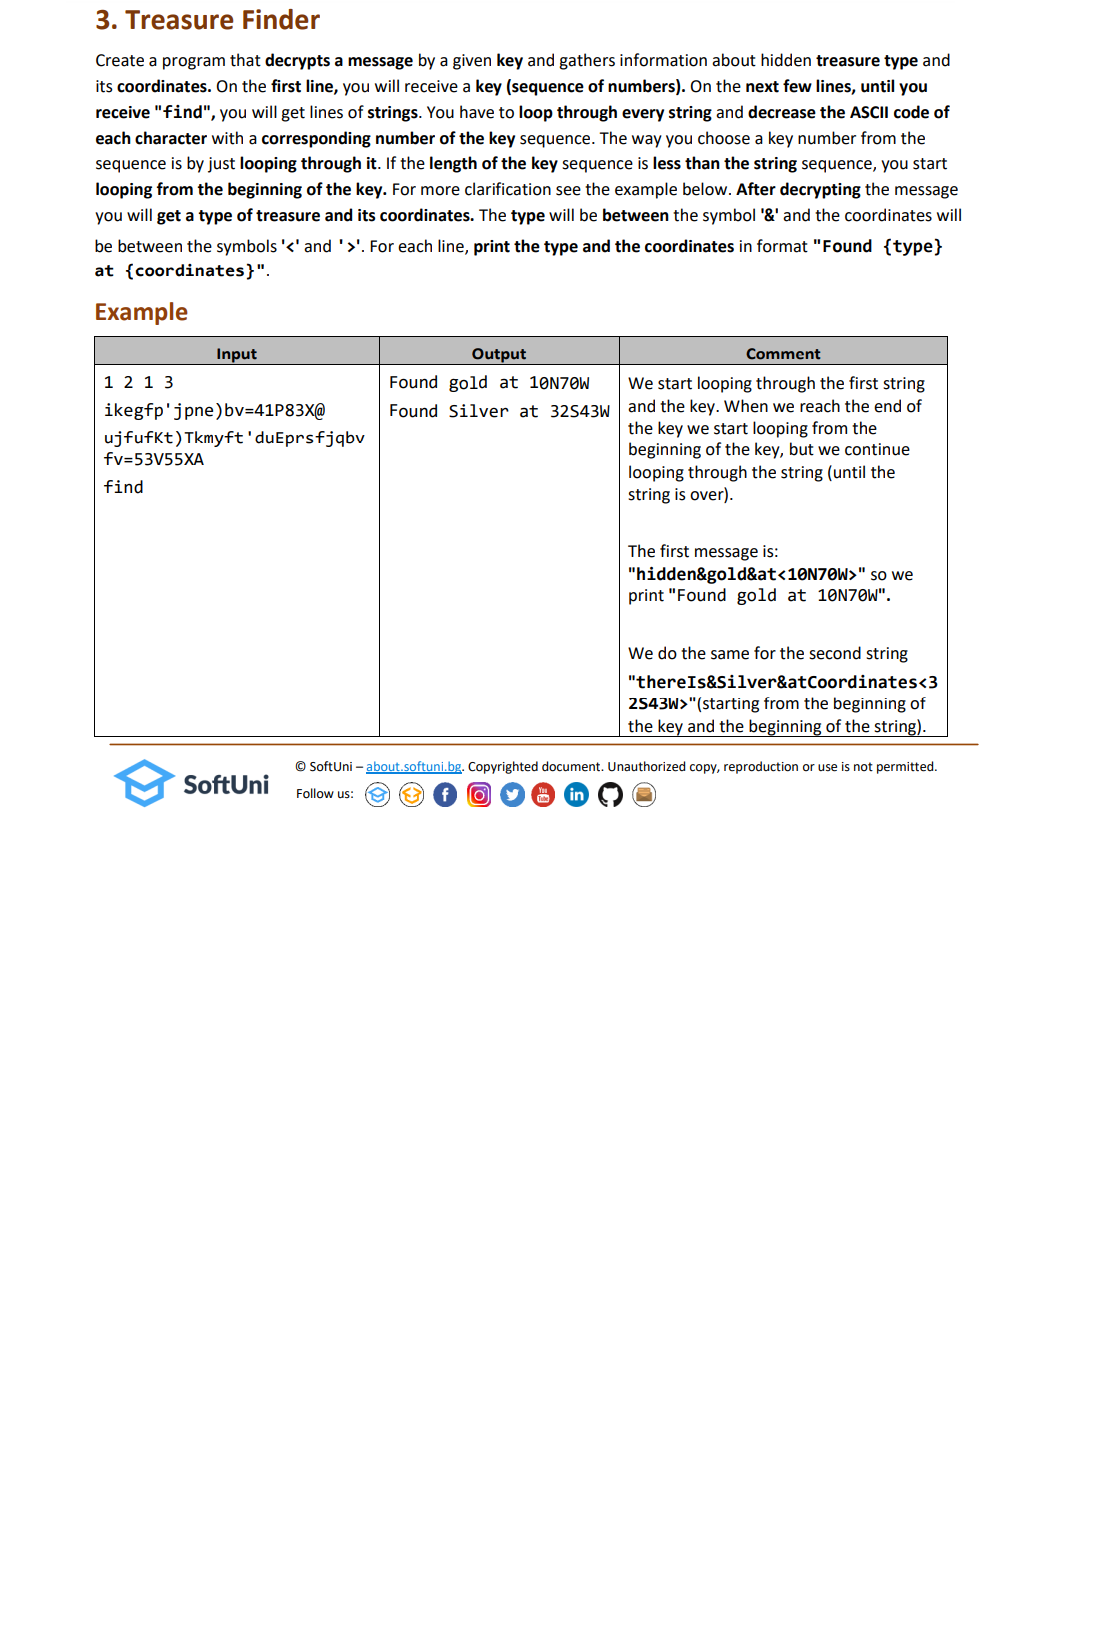 3. Treasure Finder
Create a program that decrypts a message by a given key and gathers information about hidden treasure type and
its coordinates. On the first line, you will receive a key (sequence of numbers). On the next few lines, until you
receive "find", you will get lines of strings. You have to loop through every string and decrease the ASCII code of
each character with a corresponding number of the key sequence. The way you choose a key number from the
sequence is by just looping through it. If the length of the key sequence is less than the string sequence, you start
looping from the beginning of the key. For more clarification see the example below. After decrypting the message
you will get a type of treasure and its coordinates. The type will be between the symbol '&' and the coordinates will
be between the symbols '<' and '>'. For each line, print the type and the coordinates in format "Found {type}
at {coordinates}".
Example
Input Output Comment
1 2 1 3
ikegfp'jpne)bv=41P83X@
ujfufKt)Tkmyft'duEprsfjqbv
fv=53V55XA
find
Found gold at 10N70W
Found Silver at 32S43W
We start looping through the first string
and the key. When we reach the end of
the key we start looping from the
beginning of the key, but we continue
looping through the string (until the
string is over).
The first message is:
"hidden&gold&at<10N70W>" so we
print "Found gold at 10N70W".
We do the same for the second string
"thereIs&Silver&atCoordinates<3
2S43W>"(starting from the beginning of
the key and the beginning of the string).
SoftUni
© SoftUni – about.softuni.bg. Copyrighted document. Unauthorized copy, reproduction or use is not permitted.
Follow us: